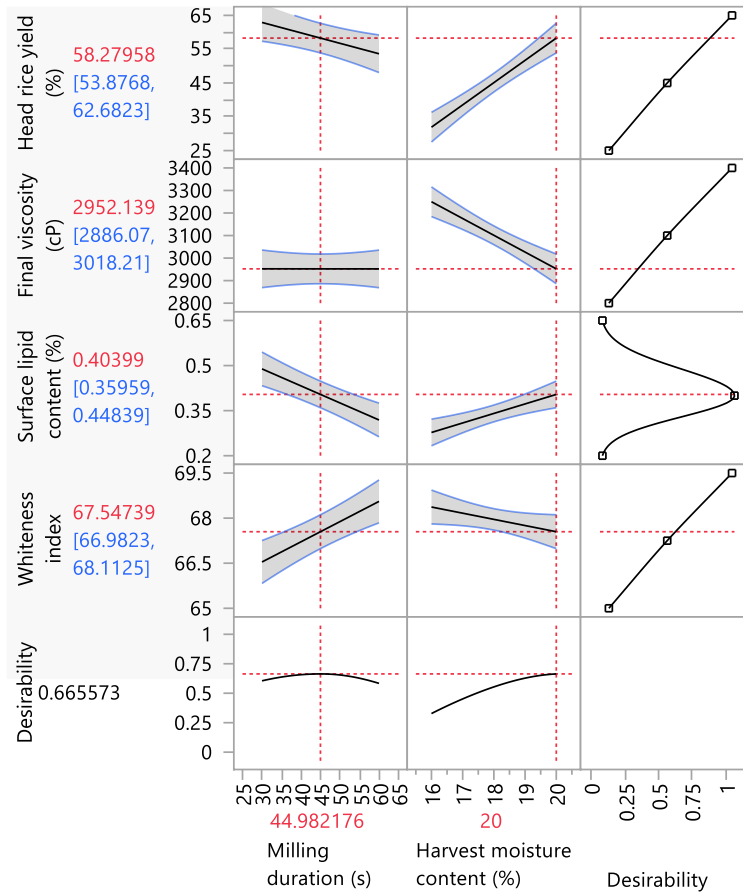 Head rice yield
(%)
58.27958
[53.8768,
62.6823]
65
55
45
35
25
Final viscosity
(cP)
2952.139
[2886.07,
3018.21]
3400
3300
3200
3100
3000
2900
2800
Surface lipid
content (%)
0.40399
[0.35959,
0.44839]
0.65
0.5
0.35
0.2
Whiteness
index
67.54739
[66.9823,
68.1125]
69.5
68
66.5
65
Desirability
0.665573
1
0.75
0.5
0.25
0
25 30 35 40 45 50 55 60 65
16 17 18 19 20
0 0.25 0.5 0.75 1
44.982176
20
Milling
duration (s)
Harvest moisture
content (%)
Desirability